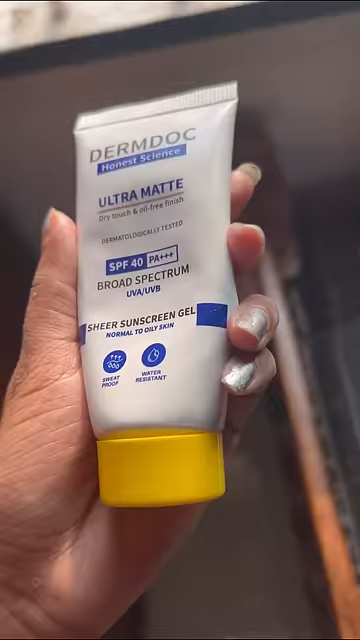 DERMDOC
Honest Science
ULTRA MATTE
Dry touch & oil-free finish
DERMATOLOGICALLY TESTED
SPF 40 PA+++
BROAD SPECTRUM
UVA/UVB
SHEER SUNSCREEN GEL
NORMAL TO OILY SKIN
SWEAT PROOF
WATER RESISTANT